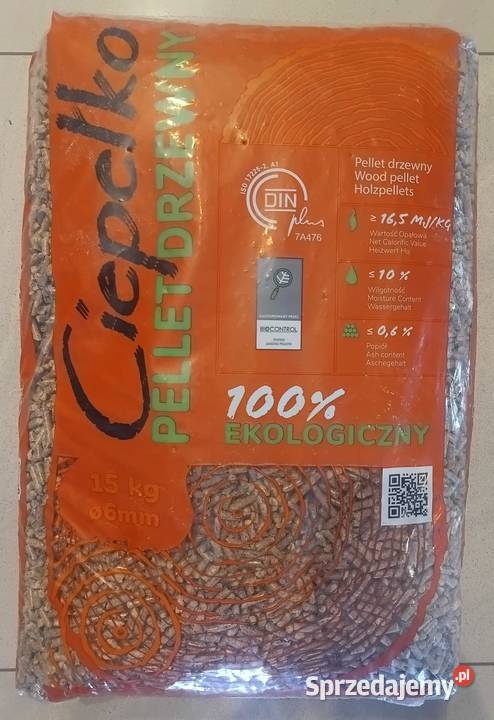 Ciepełko
PELLET DRZEWNY
ISO 17225-2, A1
DIN
plus
7A476
BIOCONTROL
Pellet drzewny
Wood pellet
Holzpellets
≥ 16,5 MJ/KG
Wartość Opałowa
Net Calorific Value
Heizwert Hu
≤ 10 %
Wilgotność
Moisture Content
Wassergehalt
≤ 0,6 %
Popiół
Ash content
Aschegehalt
100%
EKOLOGICZNY
15 kg
ø6mm
Sprzedajemy.pl